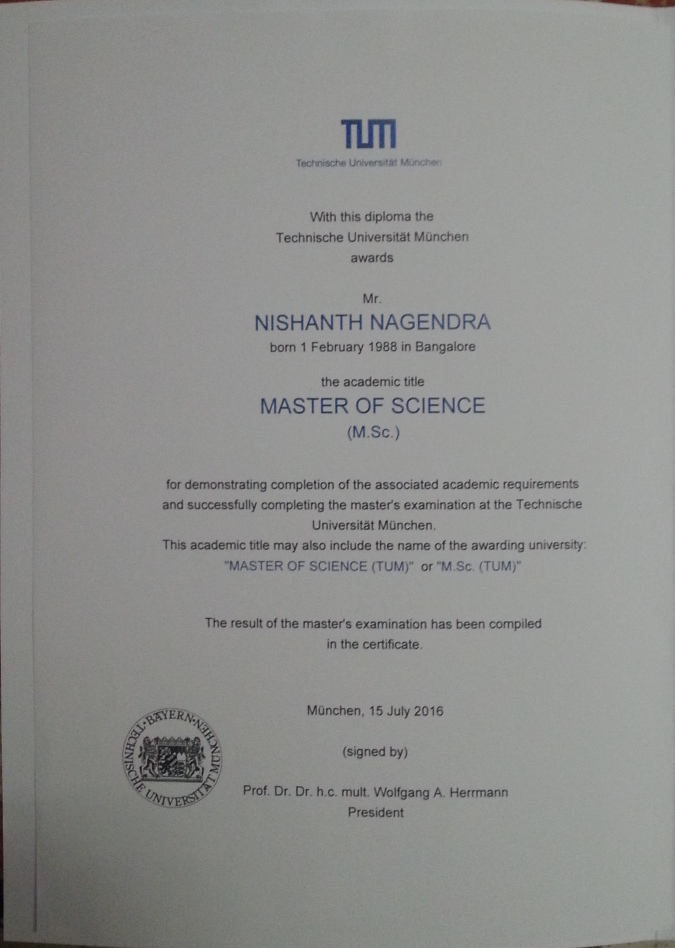 TUM
Technische Universität München
With this diploma the
Technische Universität München
awards
Mr.
NISHANTH NAGENDRA
born 1 February 1988 in Bangalore
the academic title
MASTER OF SCIENCE
(M.Sc.)
for demonstrating completion of the associated academic requirements
and successfully completing the master's examination at the Technische
Universität München.
This academic title may also include the name of the awarding university:
"MASTER OF SCIENCE (TUM)" or "M.Sc. (TUM)"
The result of the master's examination has been compiled
in the certificate.
München, 15 July 2016
(signed by)
Prof. Dr. Dr. h.c. mult. Wolfgang A. Herrmann
President
·BAYERN·
TECHNISCHE UNIVERSITÄT MÜNCHEN